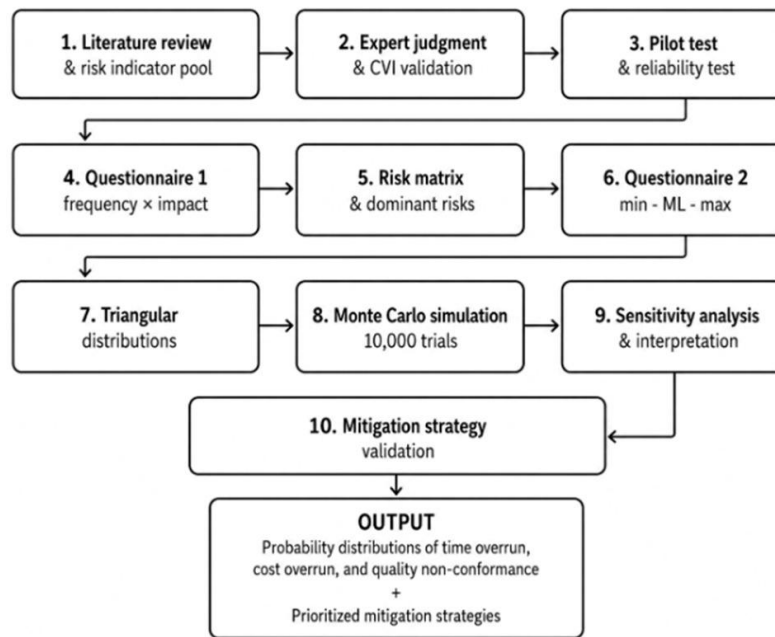 1. Literature review
& risk indicator pool
2. Expert judgment
& CVI validation
3. Pilot test
& reliability test
4. Questionnaire 1
frequency × impact
5. Risk matrix
& dominant risks
6. Questionnaire 2
min - ML - max
7. Triangular
distributions
8. Monte Carlo simulation
10,000 trials
9. Sensitivity analysis
& interpretation
10. Mitigation strategy
validation
OUTPUT
Probability distributions of time overrun,
cost overrun, and quality non-conformance
+
Prioritized mitigation strategies